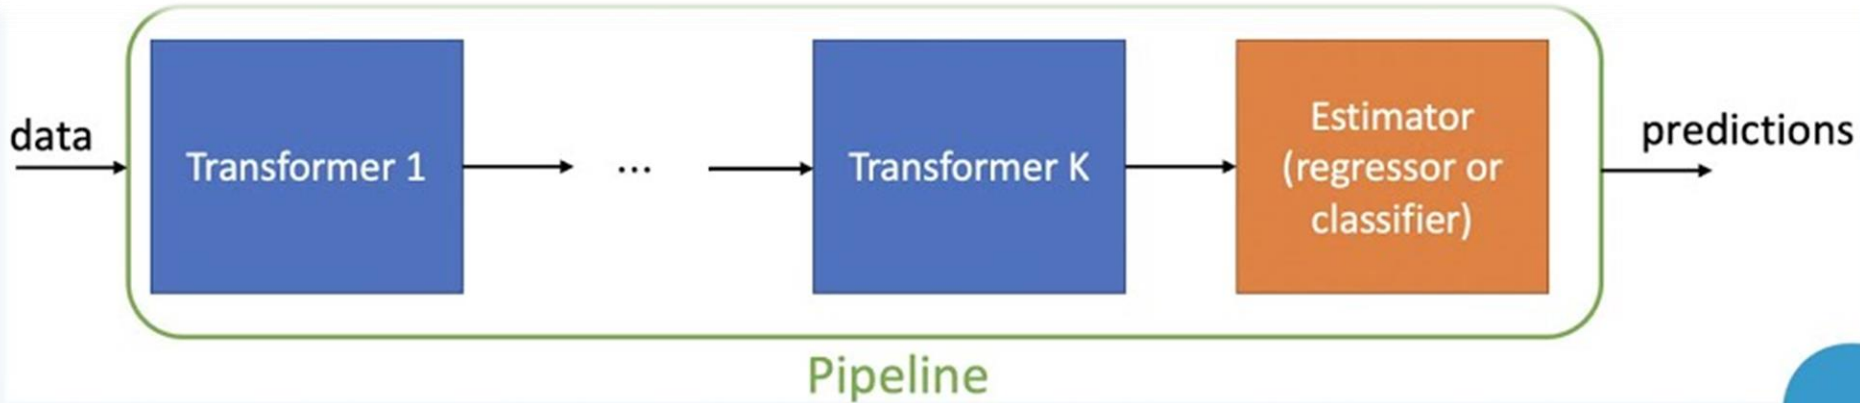 data
Transformer 1
...
Transformer K
Estimator
(regressor or
classifier)
predictions
Pipeline